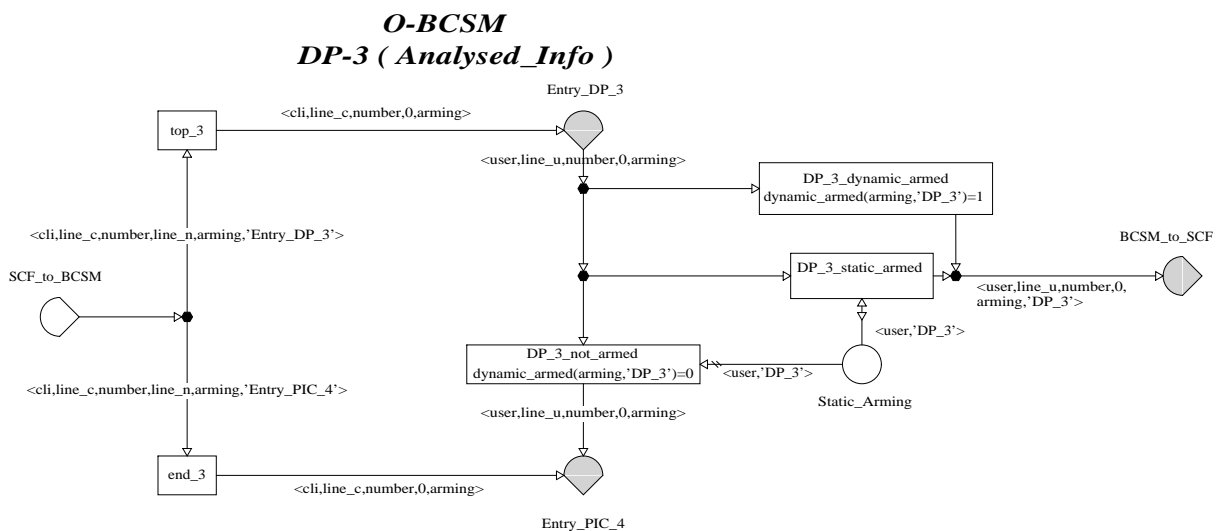 O-BCSM
DP-3 ( Analysed_Info )
Entry_DP_3
<cli,line_c,number,0,arming>
top_3
<user,line_u,number,0,arming>
DP_3_dynamic_armed
dynamic_armed(arming,'DP_3')=1
<cli,line_c,number,line_n,arming,'Entry_DP_3'>
BCSM_to_SCF
SCF_to_BCSM
DP_3_static_armed
<user,line_u,number,0,
arming,'DP_3'>
<user,'DP_3'>
DP_3_not_armed
dynamic_armed(arming,'DP_3')=0
<user,'DP_3'>
<cli,line_c,number,line_n,arming,'Entry_PIC_4'>
Static_Arming
<user,line_u,number,0,arming>
end_3
<cli,line_c,number,0,arming>
Entry_PIC_4